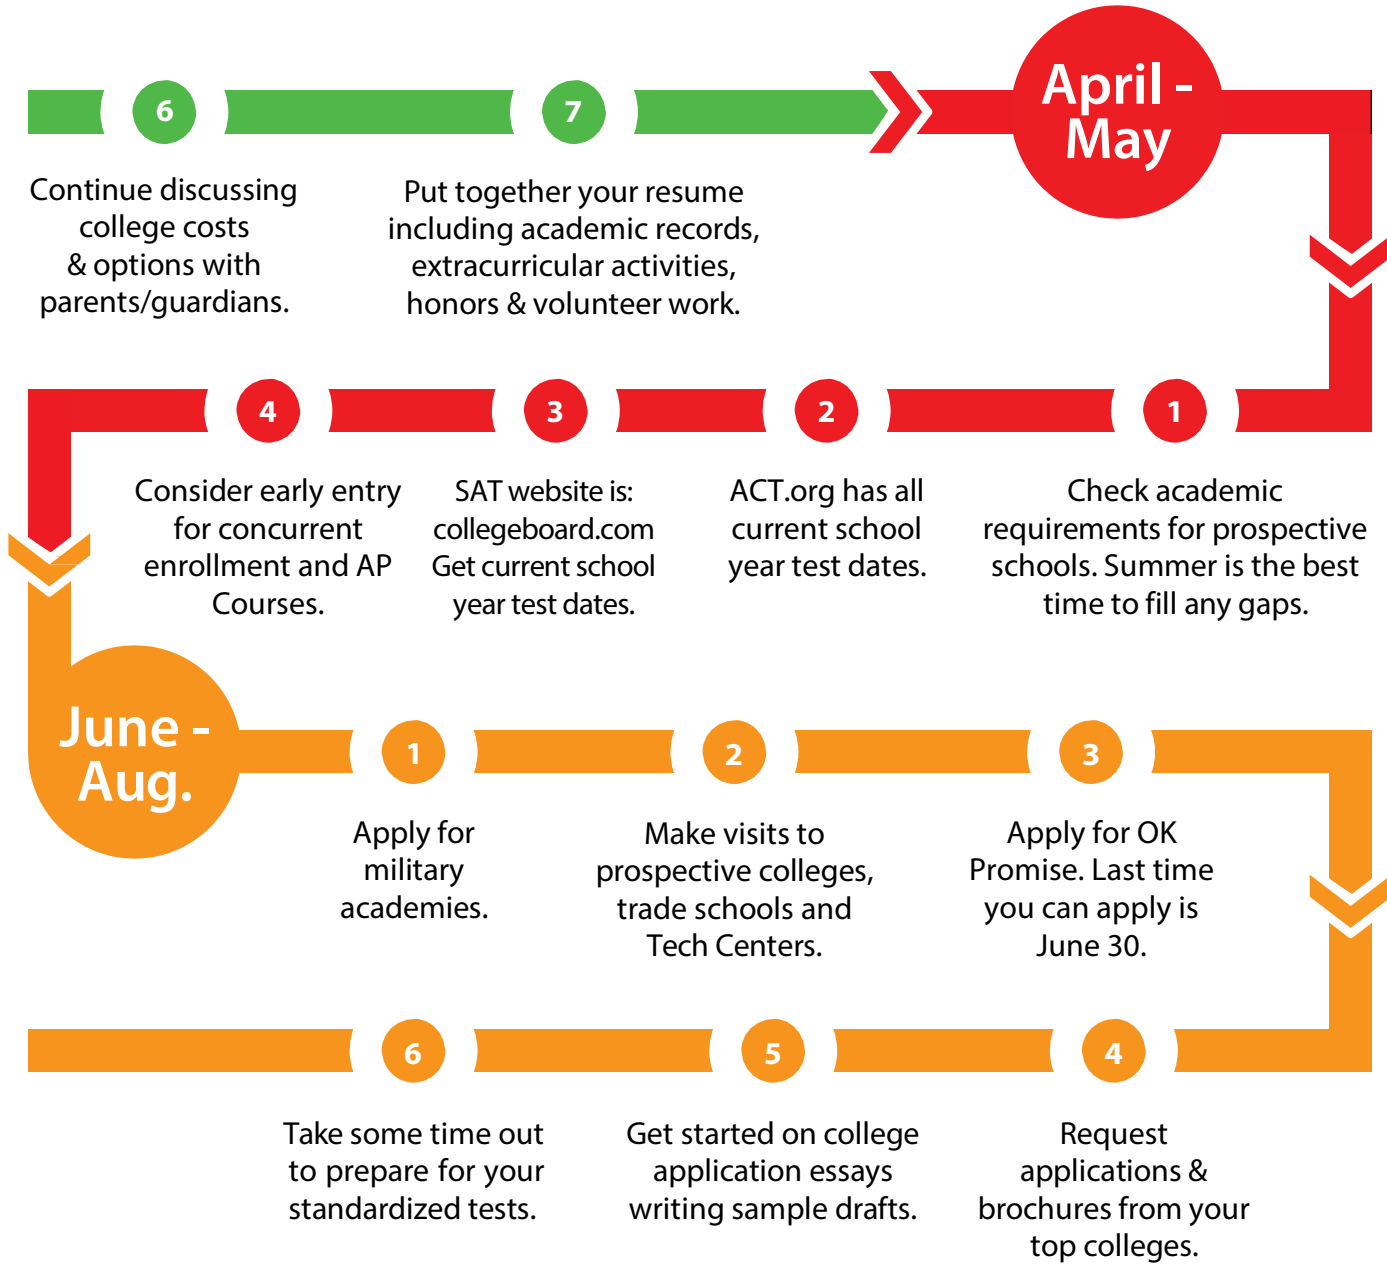 6
Continue discussing
college costs
& options with
parents/guardians.
7
Put together your resume
including academic records,
extracurricular activities,
honors & volunteer work.
April -
May
1
Check academic
requirements for prospective
schools. Summer is the best
time to fill any gaps.
2
ACT.org has all
current school
year test dates.
3
SAT website is:
collegeboard.com
Get current school
year test dates.
4
Consider early entry
for concurrent
enrollment and AP
Courses.
June -
Aug.
1
Apply for
military
academies.
2
Make visits to
prospective colleges,
trade schools and
Tech Centers.
3
Apply for OK
Promise. Last time
you can apply is
June 30.
4
Request
applications &
brochures from your
top colleges.
5
Get started on college
application essays
writing sample drafts.
6
Take some time out
to prepare for your
standardized tests.